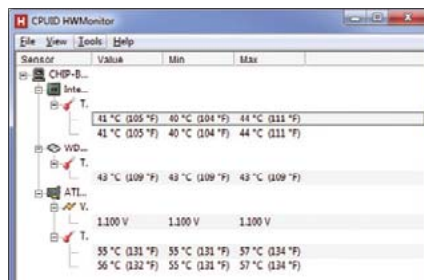 CPUID HWMonitor
File View Tools Help
Sensor Value Min Max
CHIP-B...
Inte...
T.
41 °C (105 °F) 40 °C (104 °F) 44 °C (111 °F)
41 °C (105 °F) 40 °C (104 °F) 44 °C (111 °F)
WD...
T.
43 °C (109 °F) 43 °C (109 °F) 43 °C (109 °F)
ATI...
V.
1.100 V 1.100 V 1.100 V
T.
55 °C (131 °F) 55 °C (131 °F) 57 °C (134 °F)
56 °C (132 °F) 55 °C (131 °F) 57 °C (134 °F)